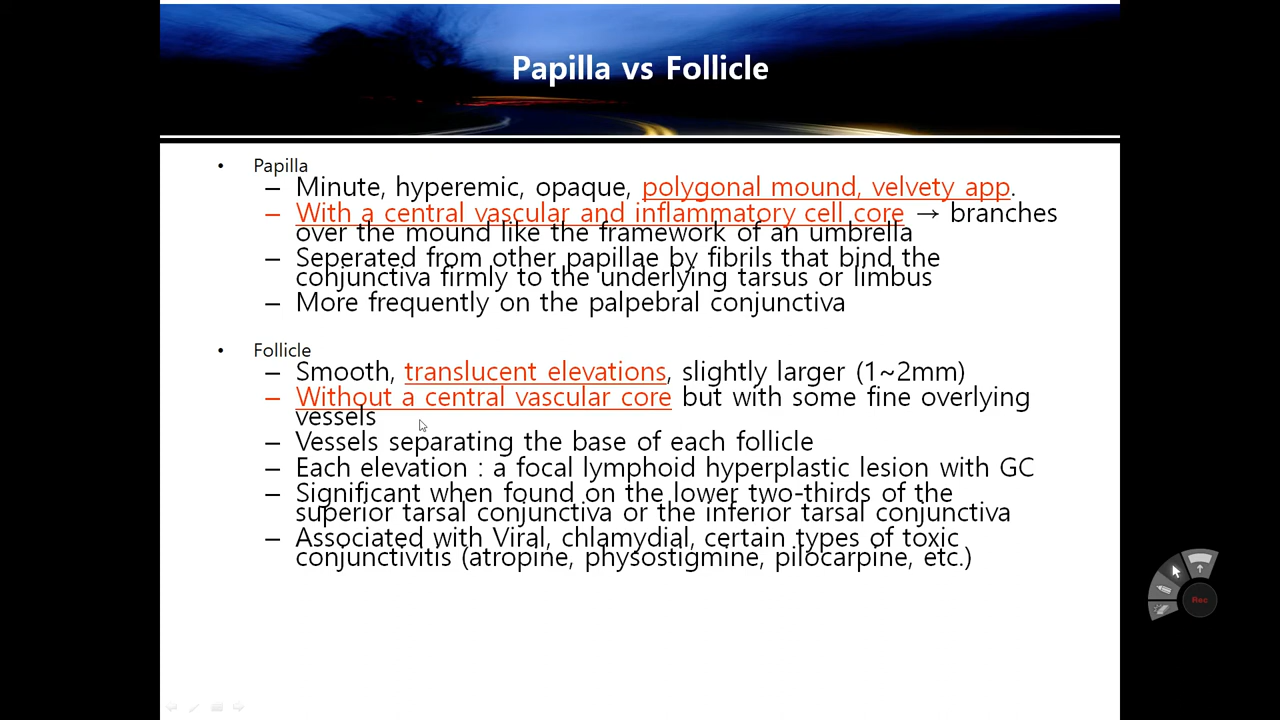 Papilla vs Follicle
• Papilla
– Minute, hyperemic, opaque, polygonal mound, velvety app.
– With a central vascular and inflammatory cell core → branches
over the mound like the framework of an umbrella
– Seperated from other papillae by fibrils that bind the
conjunctiva firmly to the underlying tarsus or limbus
– More frequently on the palpebral conjunctiva
• Follicle
– Smooth, translucent elevations, slightly larger (1~2mm)
– Without a central vascular core but with some fine overlying
vessels
– Vessels separating the base of each follicle
– Each elevation : a focal lymphoid hyperplastic lesion with GC
– Significant when found on the lower two-thirds of the
superior tarsal conjunctiva or the inferior tarsal conjunctiva
– Associated with Viral, chlamydial, certain types of toxic
conjunctivitis (atropine, physostigmine, pilocarpine, etc.)
Rec